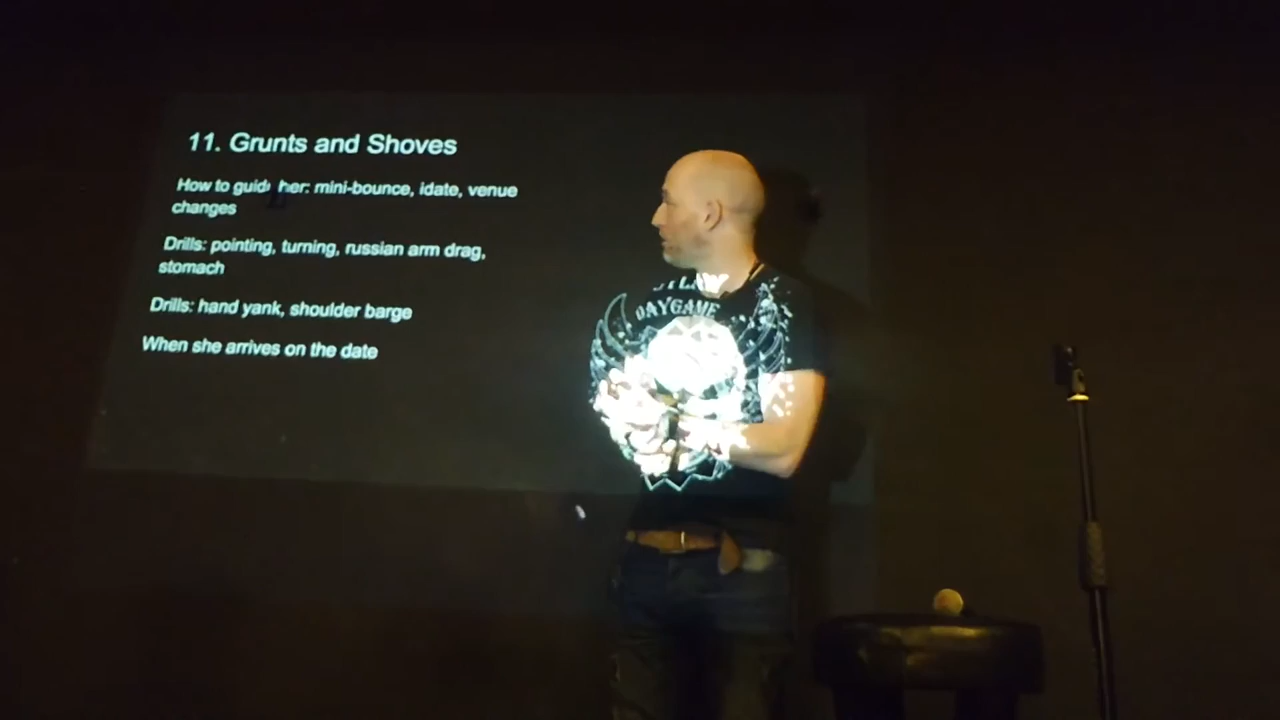 11. Grunts and Shoves
How to guide her: mini-bounce, idate, venue
changes
Drills: pointing, turning, russian arm drag,
stomach
Drills: hand yank, shoulder barge
When she arrives on the date
DAYGAME